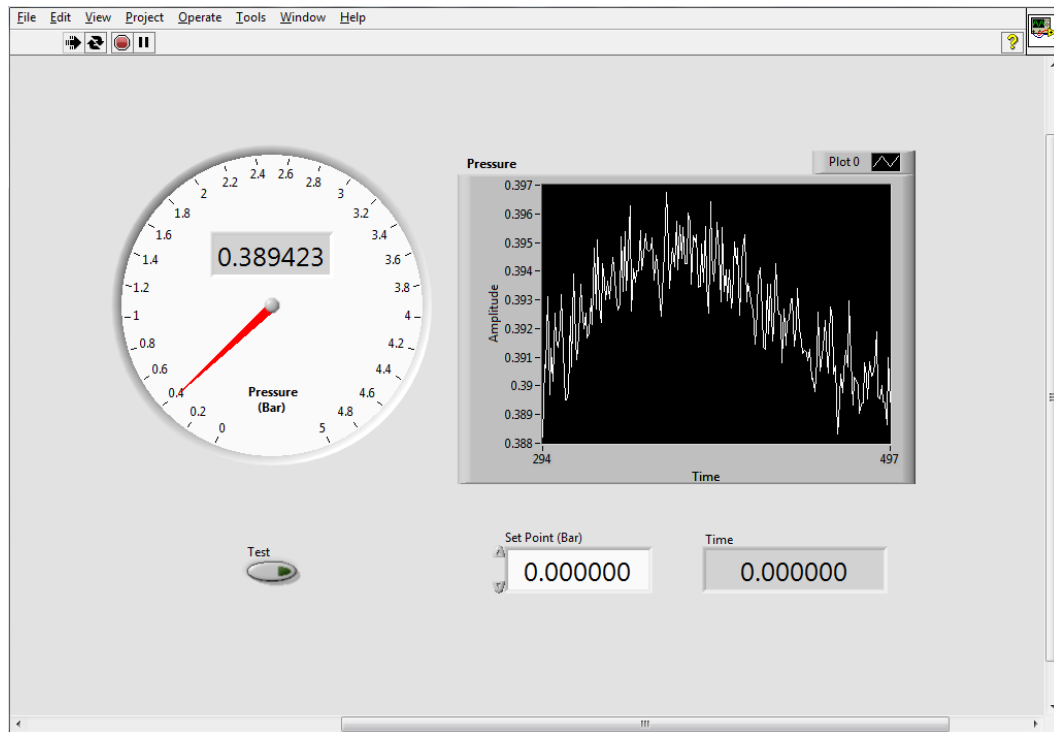 File Edit View Project Operate Tools Window Help
?
2.4 2.6
2.2 2.8
2 3
1.8 3.2
1.6 3.4
1.4 3.6
1.2 3.8
1 4
0.8 4.2
0.6 4.4
0.4 4.6
0.2 4.8
0 5
0.389423
Pressure
(Bar)
Pressure
Plot 0
0.397
0.396
0.395
0.394
0.393
0.392
0.391
0.39
0.389
0.388
Amplitude
294 497
Time
Test
Set Point (Bar)
0.000000
Time
0.000000